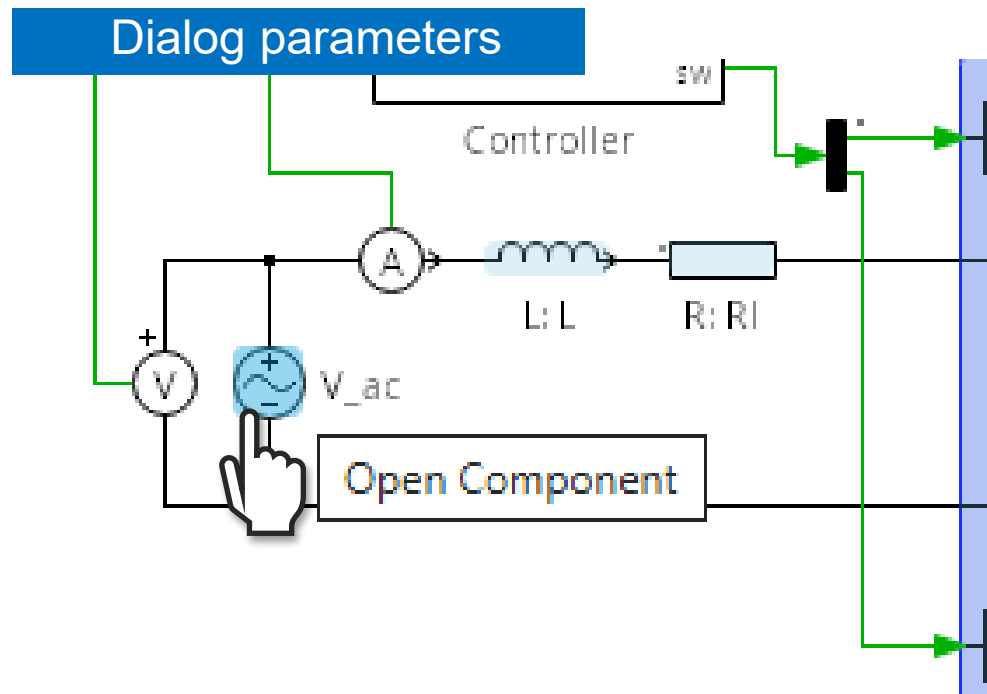 Dialog parameters
sw
Controller
A
L: L
R: Rl
+
V
+
−
V_ac
Open Component